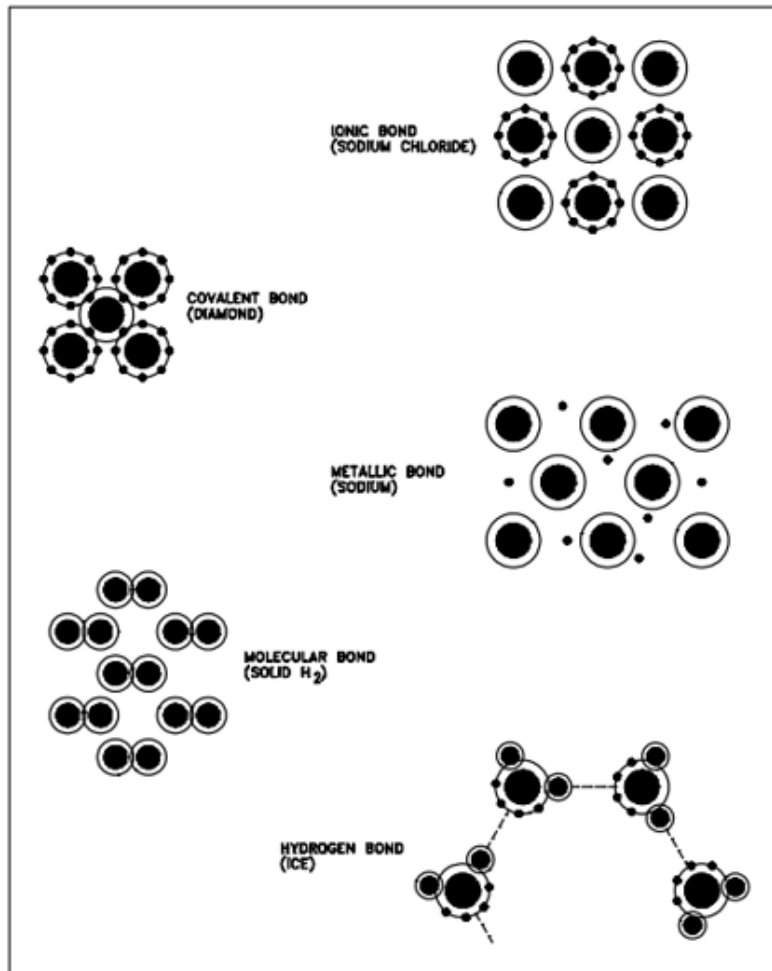 IONIC BOND
(SODIUM CHLORIDE)
COVALENT BOND
(DIAMOND)
METALLIC BOND
(SODIUM)
MOLECULAR BOND
(SOLID H₂)
HYDROGEN BOND
(ICE)